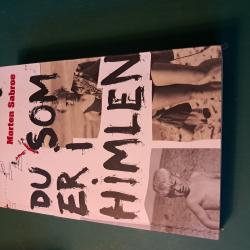 Morten Sabroe
DU SOM
ER I
HIMLEN